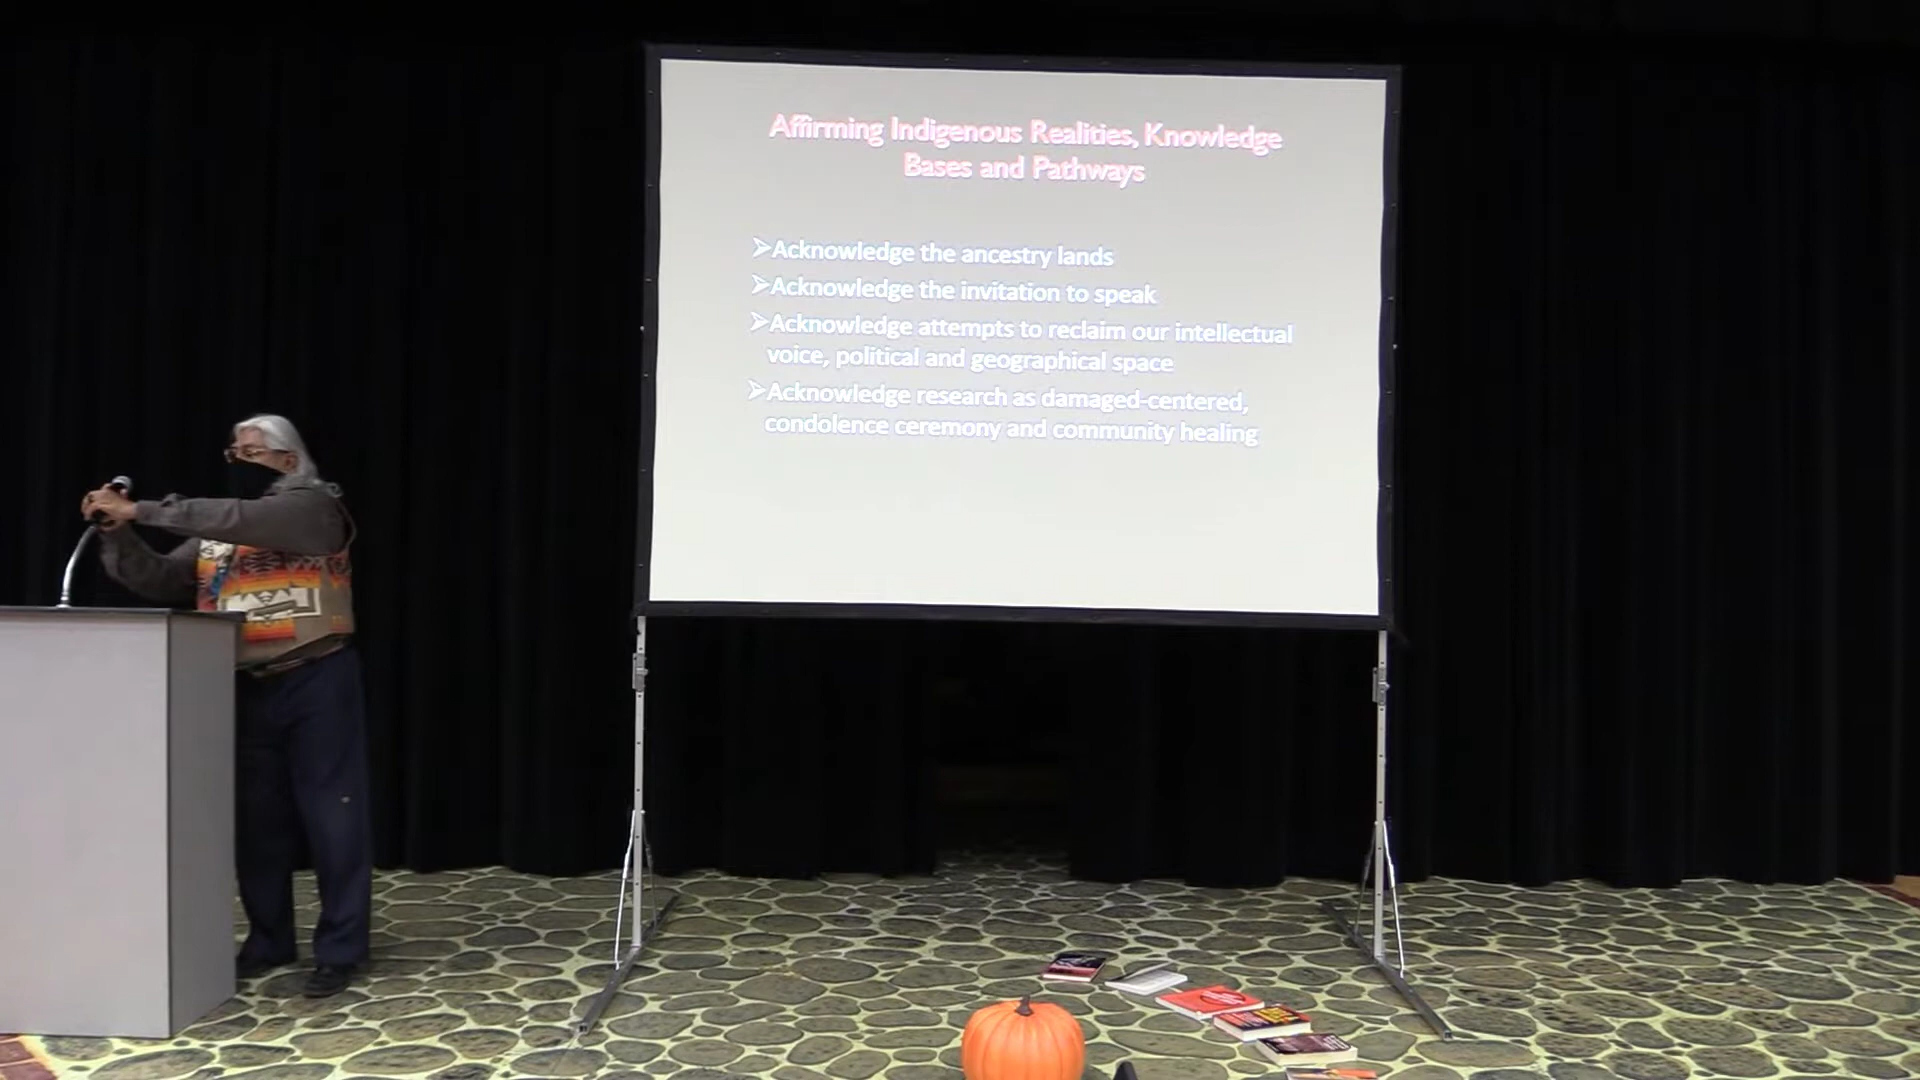 Affirming Indigenous Realities, Knowledge
Bases and Pathways
➢Acknowledge the ancestry lands
➢Acknowledge the invitation to speak
➢Acknowledge attempts to reclaim our intellectual
voice, political and geographical space
➢Acknowledge research as damaged-centered,
condolence ceremony and community healing